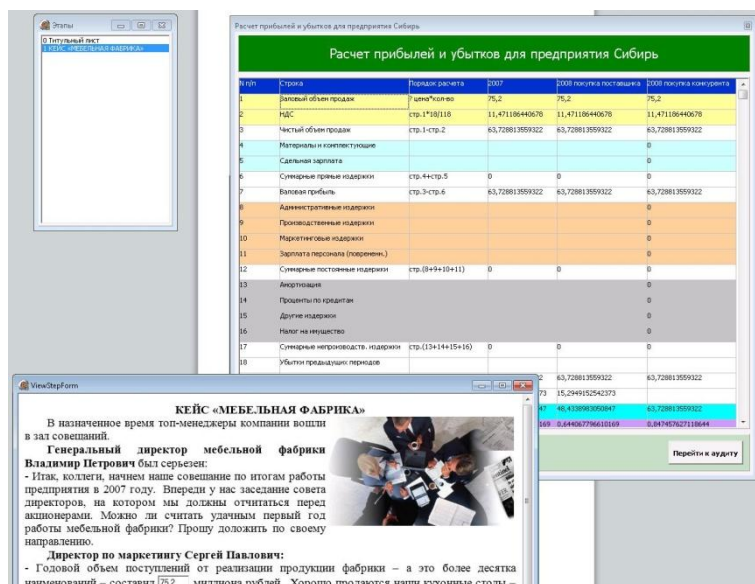 Этапы
0 Титульный лист
1 КЕЙС «МЕБЕЛЬНАЯ ФАБРИКА»
Расчет прибылей и убытков для предприятия Сибирь
Расчет прибылей и убытков для предприятия Сибирь
N п/п Строка Порядок расчета 2007 2008 покупка поставщика 2008 покупка конкурента
1 Валовый объем продаж ? цена*кол-во 75,2 75,2 75,2
2 НДС стр.1*18/118 11,471186440678 11,471186440678 11,471186440678
3 Чистый объем продаж стр.1-стр.2 63,728813559322 63,728813559322 63,728813559322
4 Материалы и комплектующие 0
5 Сдельная зарплата 0
6 Суммарные прямые издержки стр.4+стр.5 0 0 0
7 Валовая прибыль стр.3-стр.6 63,728813559322 63,728813559322 63,728813559322
8 Административные издержки 0
9 Производственные издержки 0
10 Маркетинговые издержки 0
11 Зарплата персонала (повременн.) 0
12 Суммарные постоянные издержки стр.(8+9+10+11) 0 0 0
13 Амортизация 0
14 Проценты по кредитам 0
15 Другие издержки 0
16 Налог на имущество 0
17 Суммарные непроизводств. издержки стр.(13+14+15+16) 0 0 0
18 Убытки предыдущих периодов
2 63,728813559322 63,728813559322
73 15,2949152542373
47 48,4338983050847 63,728813559322
169 0,644067796610169 0,847457627118644
Перейти к аудиту
ViewStepForm
КЕЙС «МЕБЕЛЬНАЯ ФАБРИКА»
В назначенное время топ-менеджеры компании вошли
в зал совещаний.
Генеральный директор мебельной фабрики
Владимир Петрович был серьезен:
- Итак, коллеги, начнем наше совещание по итогам работы
предприятия в 2007 году. Впереди у нас заседание совета
директоров, на котором мы должны отчитаться перед
акционерами. Можно ли считать удачным первый год
работы мебельной фабрики? Прошу доложить по своему
направлению.
Директор по маркетингу Сергей Павлович:
- Годовой объем поступлений от реализации продукции фабрики – а это более десятка
наименований – составил 75,2 миллиона рублей. Хорошо продаются наши кухонные столы –